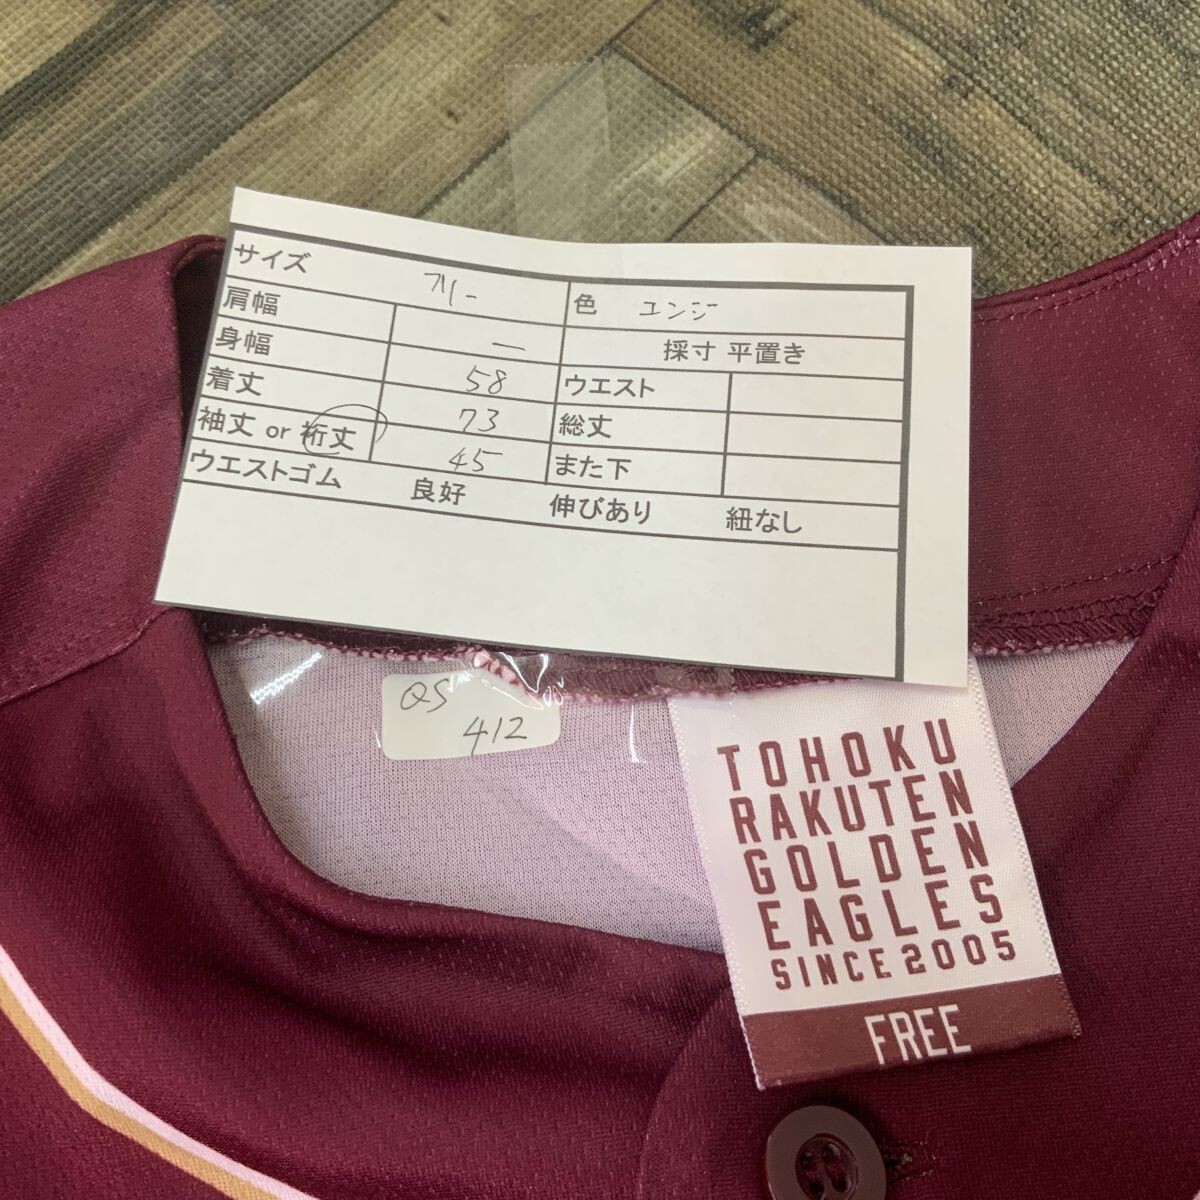 サイズ フリー 色 エンジ
肩幅 ー 採寸 平置き
身幅 58 ウエスト
着丈 73 総丈
袖丈 or 裄丈 45 また下
ウエストゴム 良好 伸びあり 紐なし
QS
412
TOHOKU
RAKUTEN
GOLDEN
EAGLES
SINCE 2005
FREE